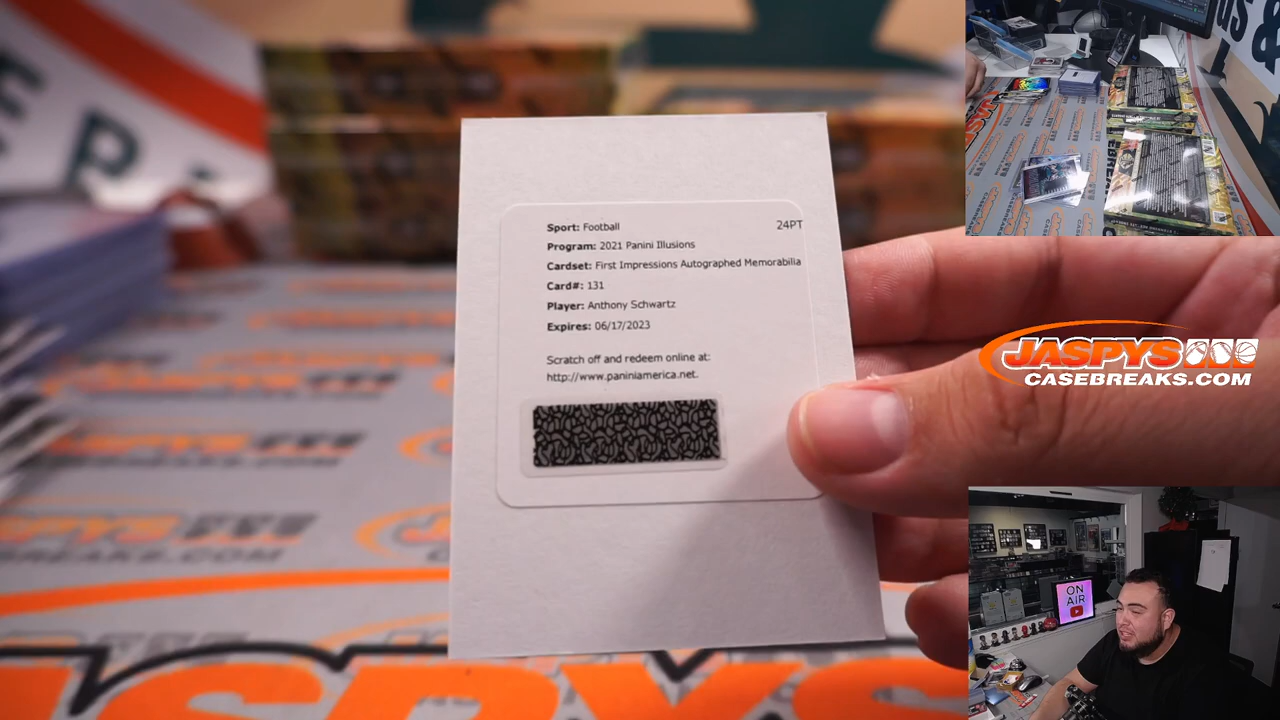 Sport: Football 24PT
Program: 2021 Panini Illusions
Cardset: First Impressions Autographed Memorabilia
Card#: 131
Player: Anthony Schwartz
Expires: 06/17/2023
Scratch off and redeem online at:
http://www.paniniamerica.net.
JASPYS
CASEBREAKS.COM
ON
AIR